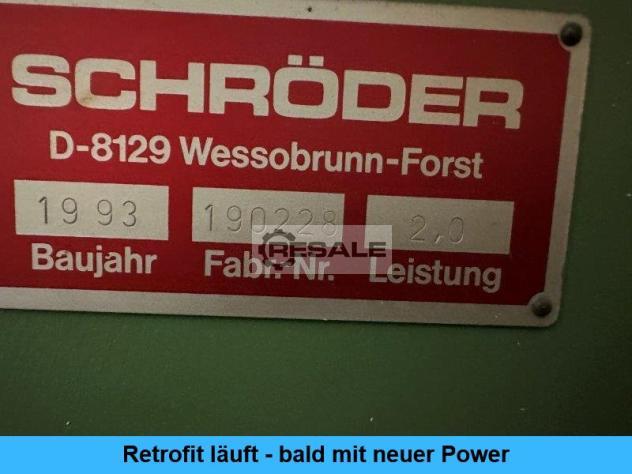 SCHRÖDER
D-8129 Wessobrunn-Forst
1993 190228 2,0
RESALE
Baujahr Fabr. Nr. Leistung
Retrofit läuft - bald mit neuer Power